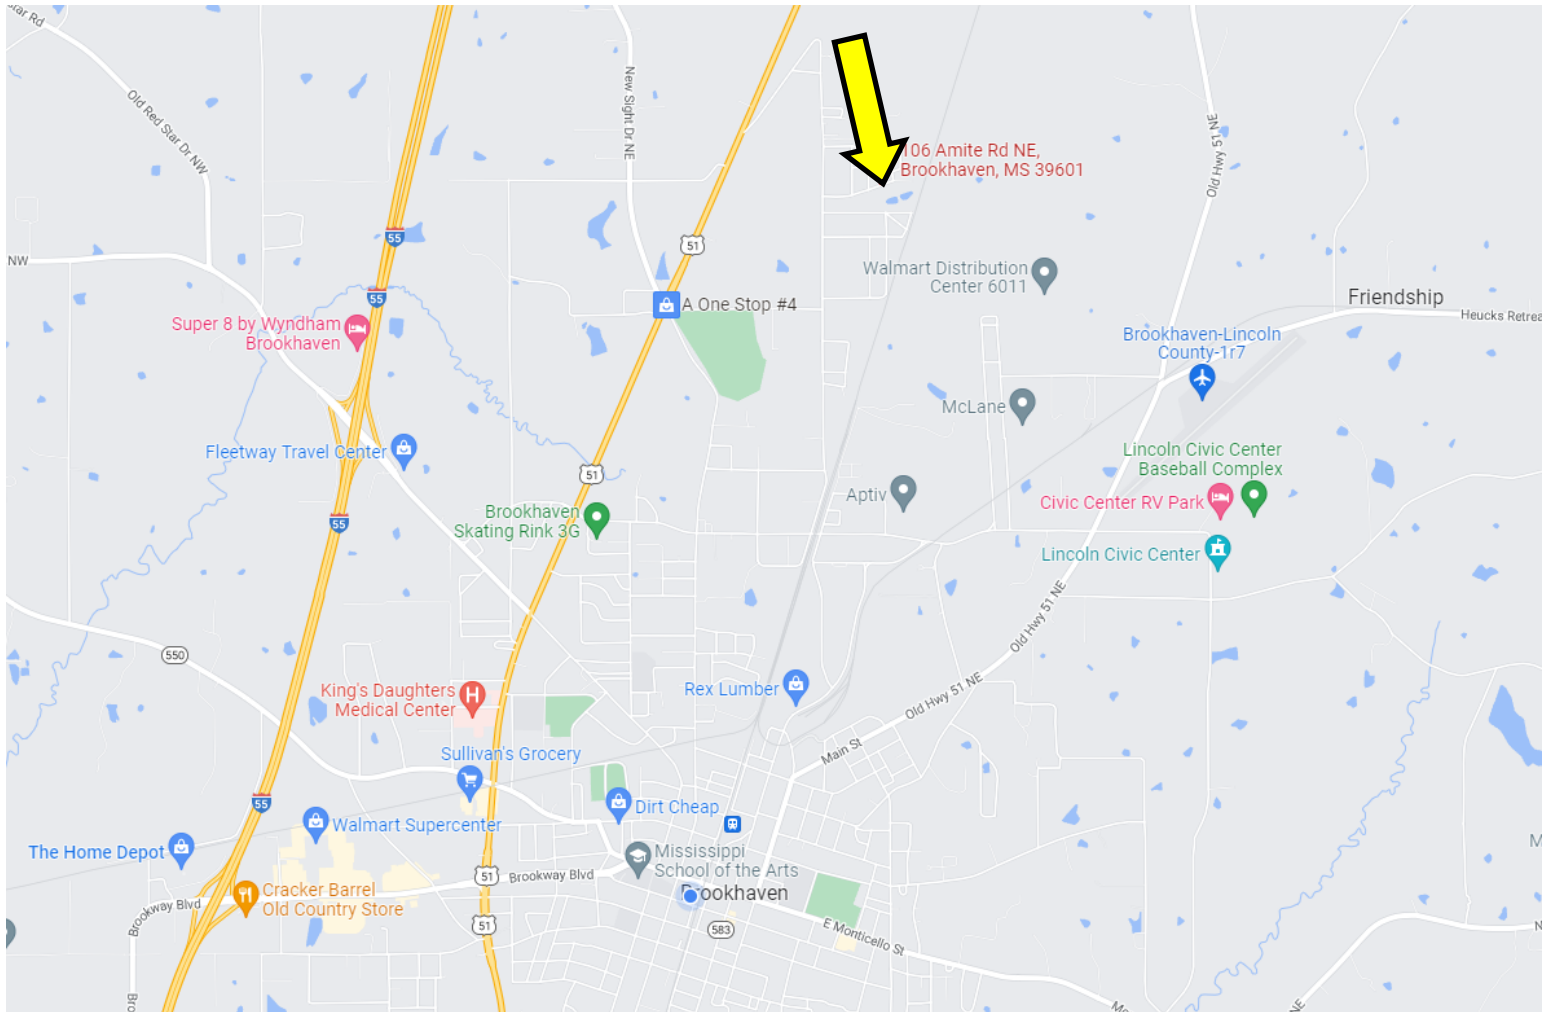 Star Rd
Old Red Star Dr NW
New Sight Dr NE
106 Amite Rd NE,
Brookhaven, MS 39601
Old Hwy 51 NE
55
51
NW
Walmart Distribution
Center 6011
55
A One Stop #4
Friendship
Heucks Retrea
Super 8 by Wyndham
Brookhaven
Brookhaven-Lincoln
County-1r7
McLane
Fleetway Travel Center
Lincoln Civic Center
Baseball Complex
51
Aptiv
Civic Center RV Park
Brookhaven
Skating Rink 3G
55
Lincoln Civic Center
Old Hwy 51 NE
550
King's Daughters
Medical Center
Rex Lumber
Old Hwy 51 NE
Main St
Sullivan's Grocery
55
Dirt Cheap
Walmart Supercenter
The Home Depot
Mississippi
School of the Arts
51
Brookway Blvd
Brookhaven
Cracker Barrel
Old Country Store
Brookway Blvd
51
583
E Monticello St
Bro
NE